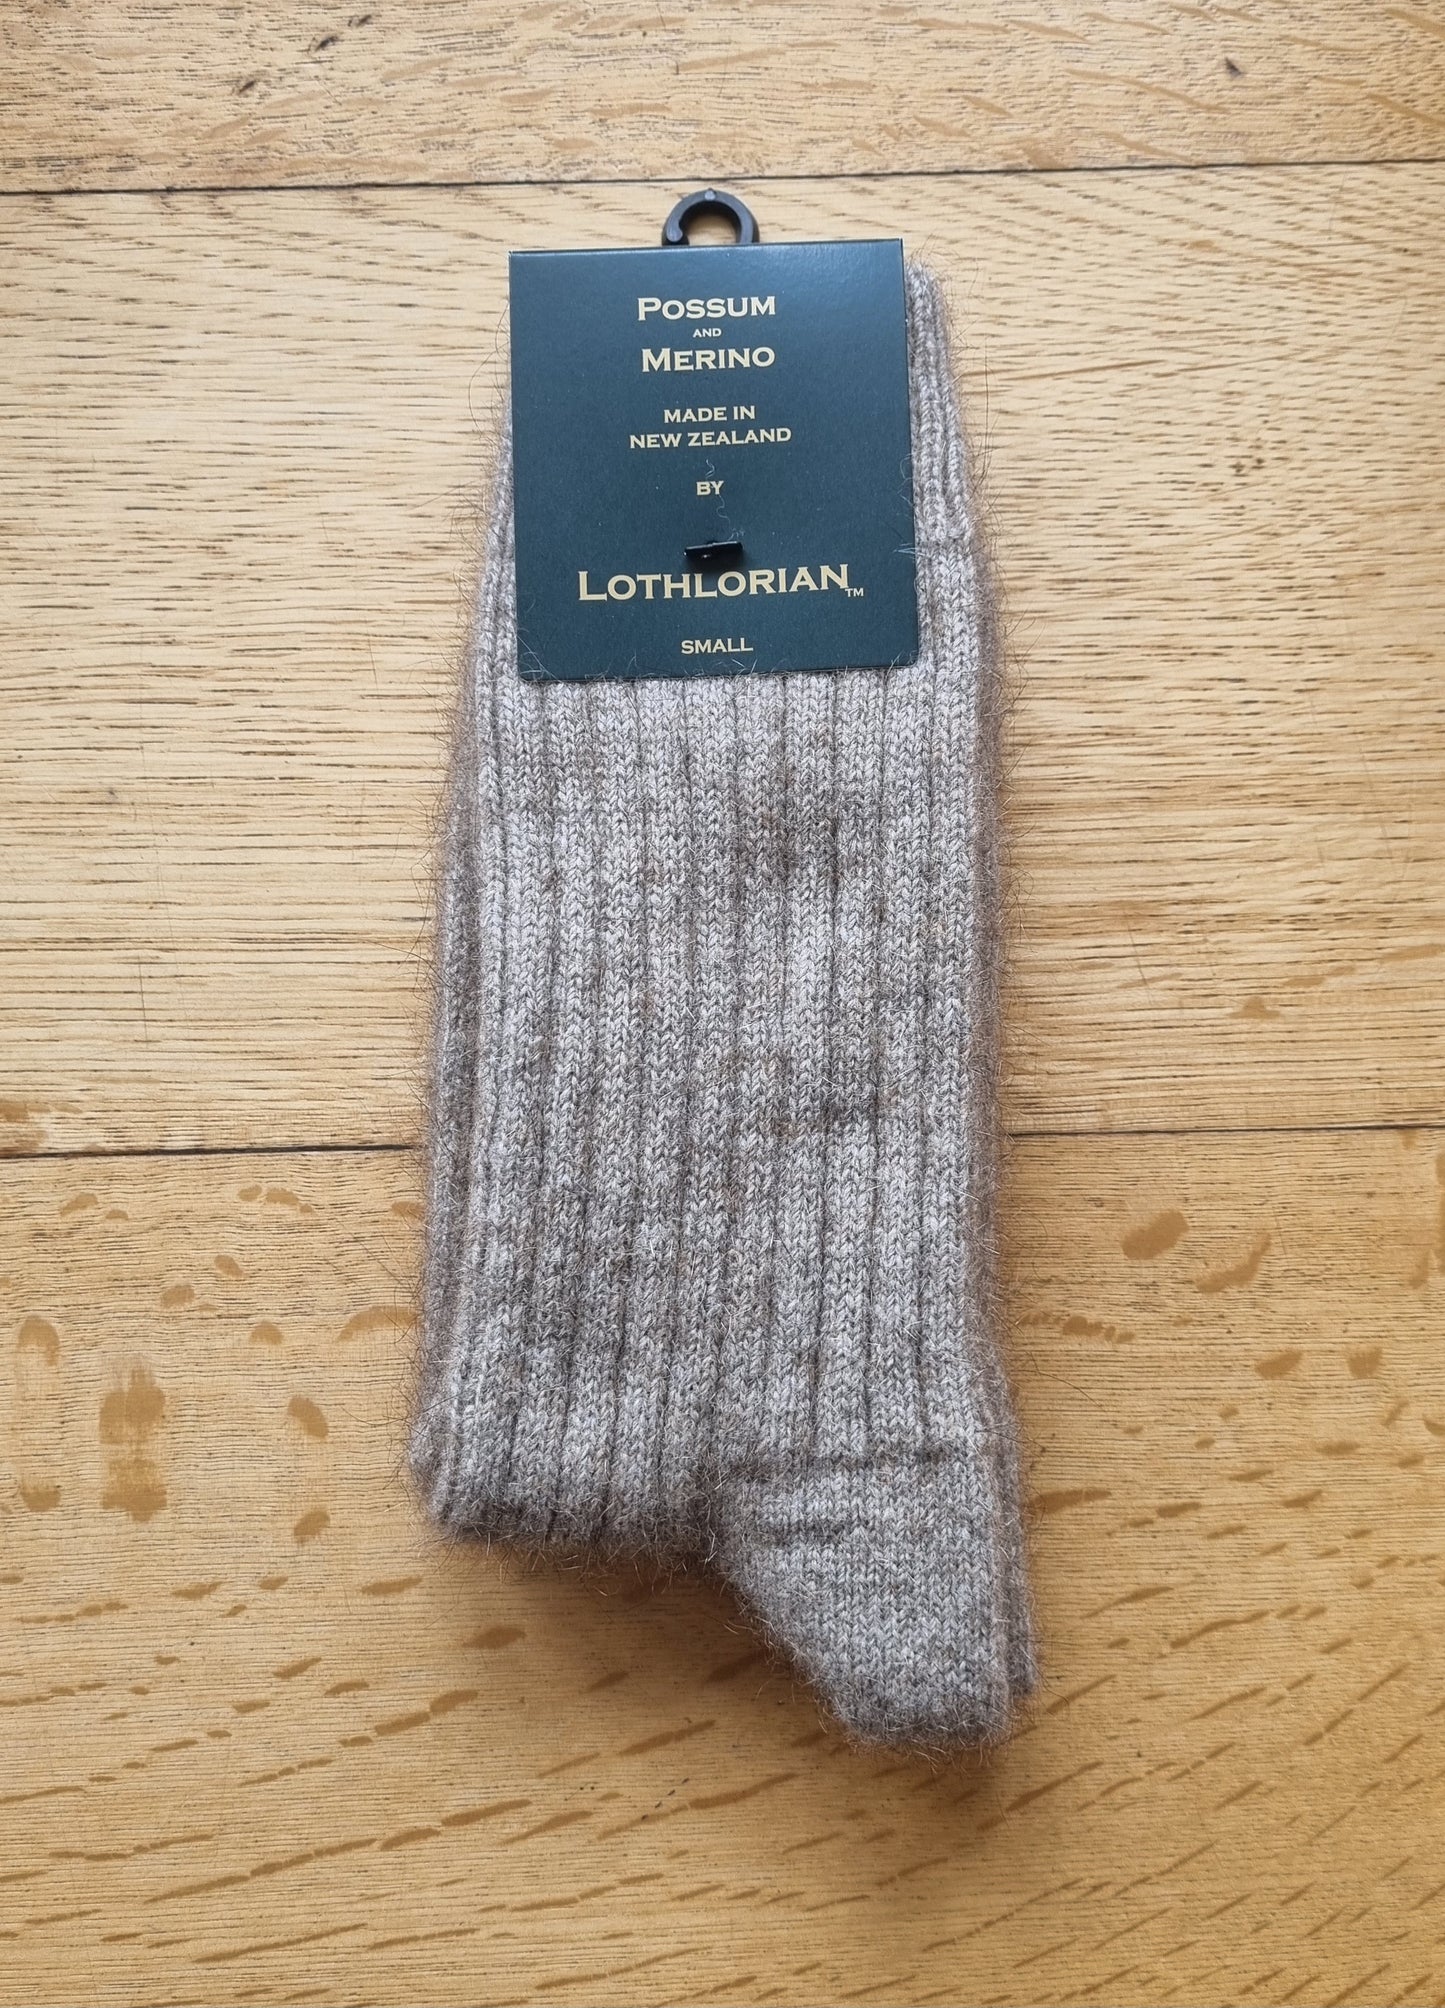 POSSUM
AND
MERINO
MADE IN
NEW ZEALAND
BY
LOTHLORIAN™
SMALL